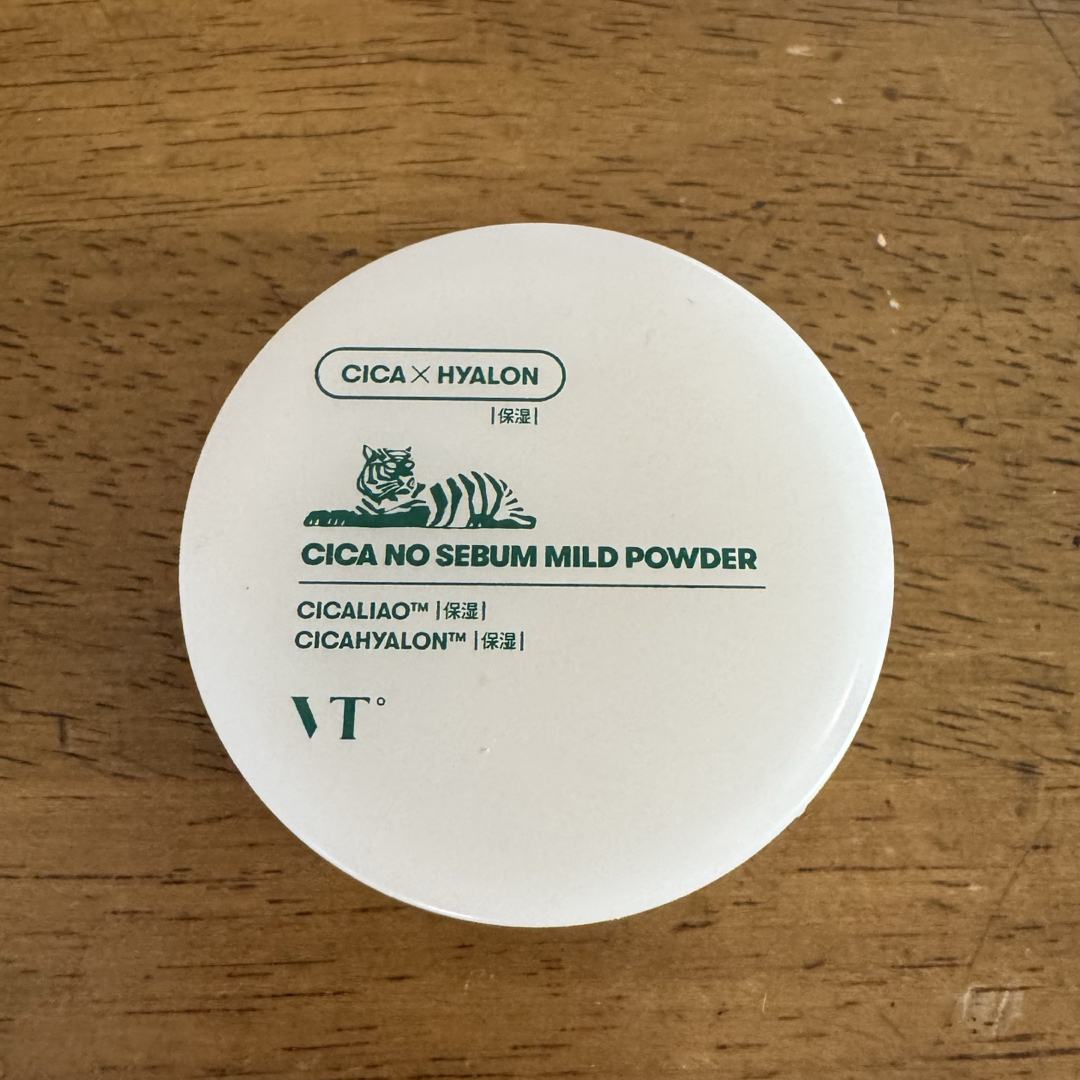 CICA × HYALON
|保湿|
CICA NO SEBUM MILD POWDER
CICALIAO™ |保湿|
CICAHYALON™ |保湿|
VT°